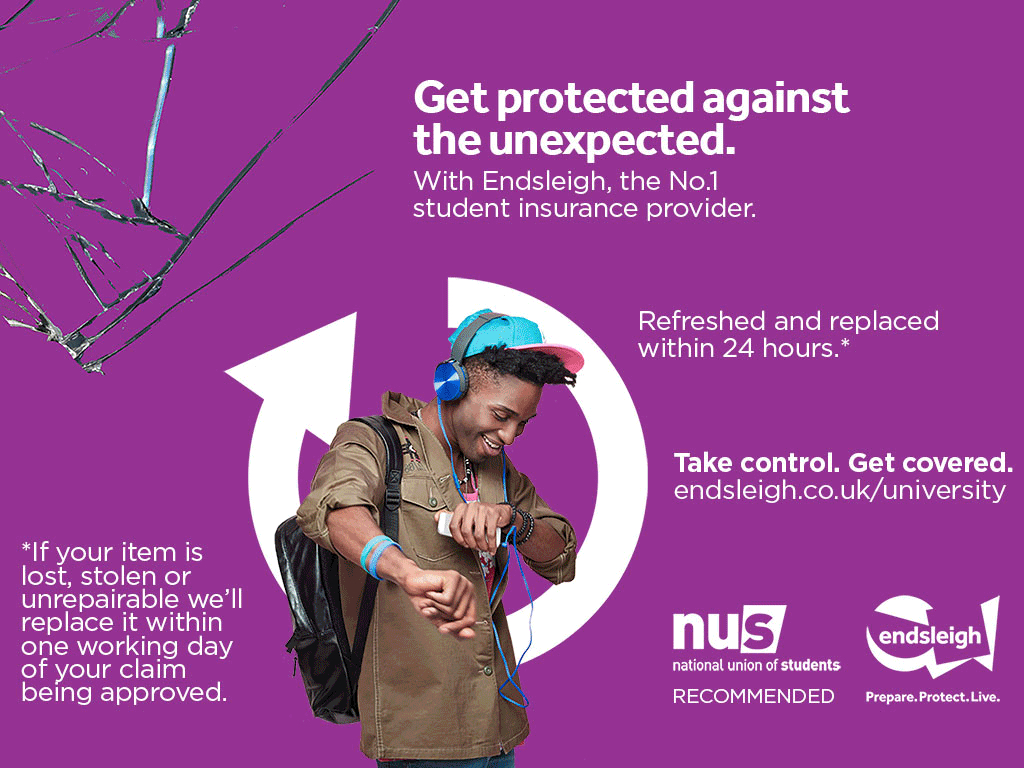 Get protected against
the unexpected.
With Endsleigh, the No.1
student insurance provider.
Refreshed and replaced
within 24 hours.*
Take control. Get covered.
endsleigh.co.uk/university
*If your item is
lost, stolen or
unrepairable we'll
replace it within
one working day
of your claim
being approved.
nus
national union of students
RECOMMENDED
endsleigh
Prepare. Protect. Live.